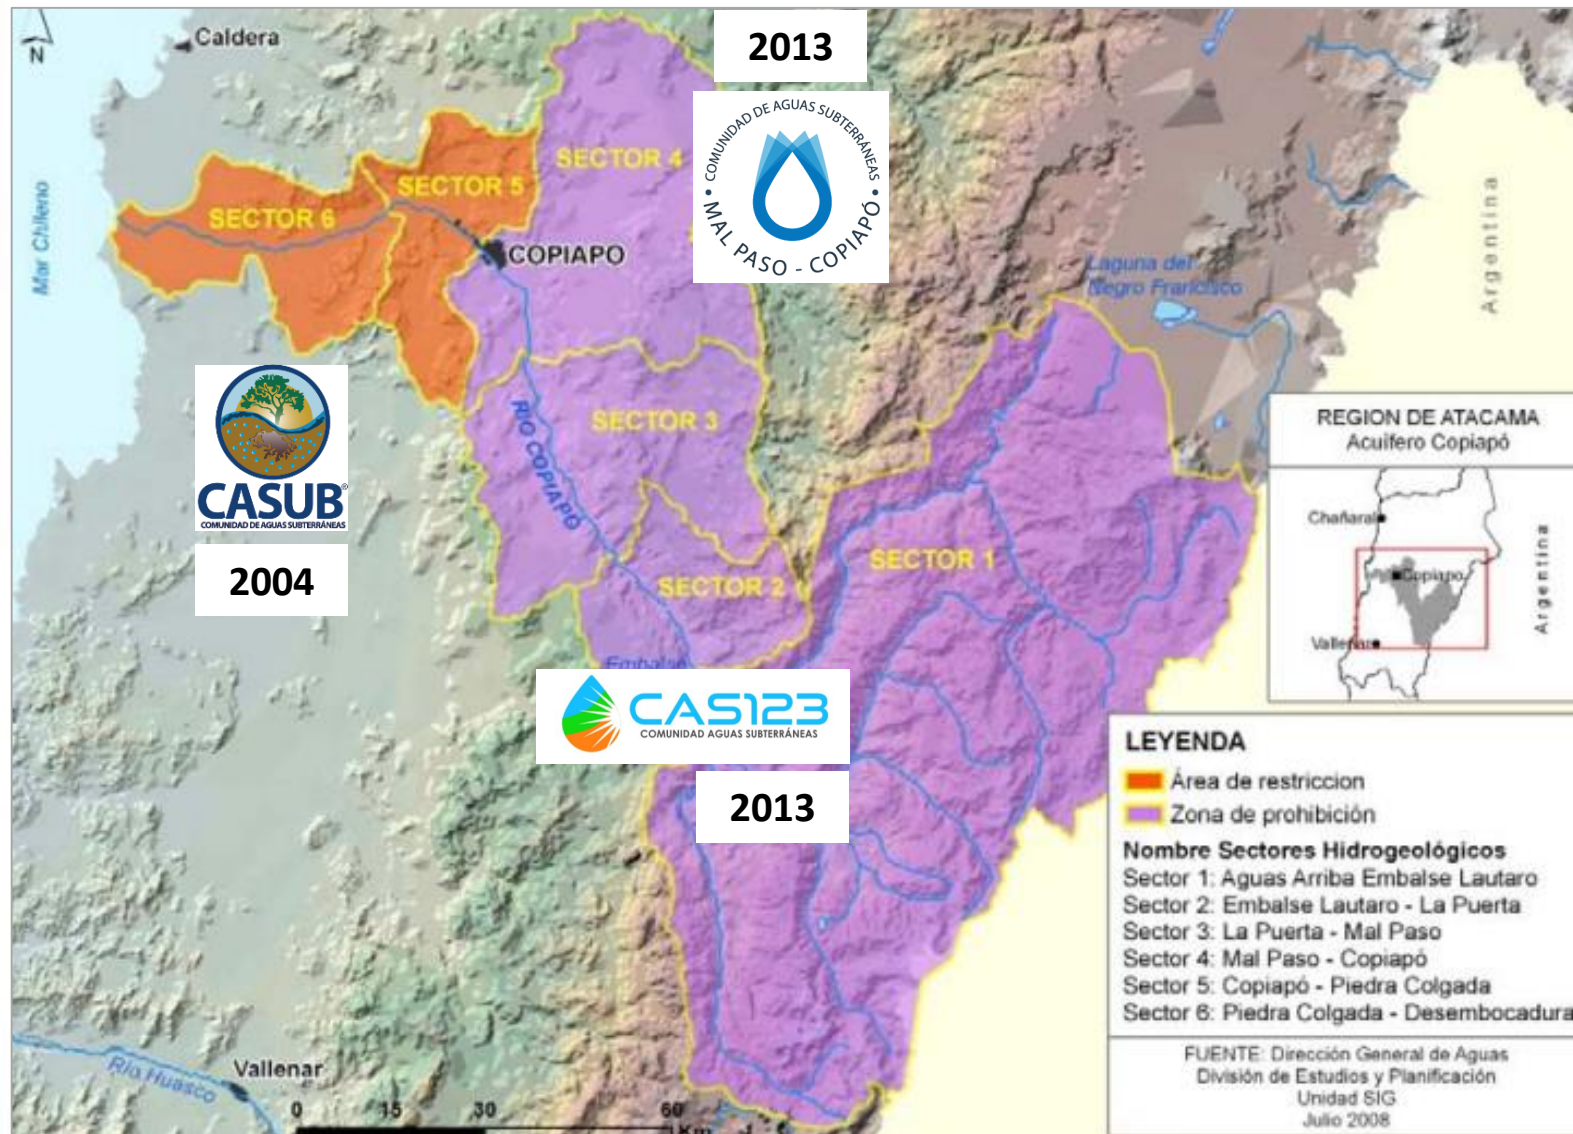 N
Caldera
2013
COMUNIDAD DE AGUAS SUBTERRÁNEAS
• MAL PASO - COPIAPÓ •
SECTOR 4
SECTOR 5
SECTOR 6
COPIAPO
Mar Chileno
Laguna del
Negro Francisco
Argentina
CASUB®
COMUNIDAD DE AGUAS SUBTERRÁNEAS
2004
SECTOR 3
RIO COPIAPÓ
SECTOR 1
SECTOR 2
Embalse
CAS123
COMUNIDAD AGUAS SUBTERRÁNEAS
2013
REGION DE ATACAMA
Acuífero Copiapó
Chañaral
Copiapo
Vallenar
Argentina
LEYENDA
Área de restriccion
Zona de prohibición
Nombre Sectores Hidrogeológicos
Sector 1: Aguas Arriba Embalse Lautaro
Sector 2: Embalse Lautaro - La Puerta
Sector 3: La Puerta - Mal Paso
Sector 4: Mal Paso - Copiapó
Sector 5: Copiapó - Piedra Colgada
Sector 6: Piedra Colgada - Desembocadura
FUENTE: Dirección General de Aguas
División de Estudios y Planificación
Unidad SIG
Julio 2008
Río Huasco
Vallenar
0 15 30 60
Km